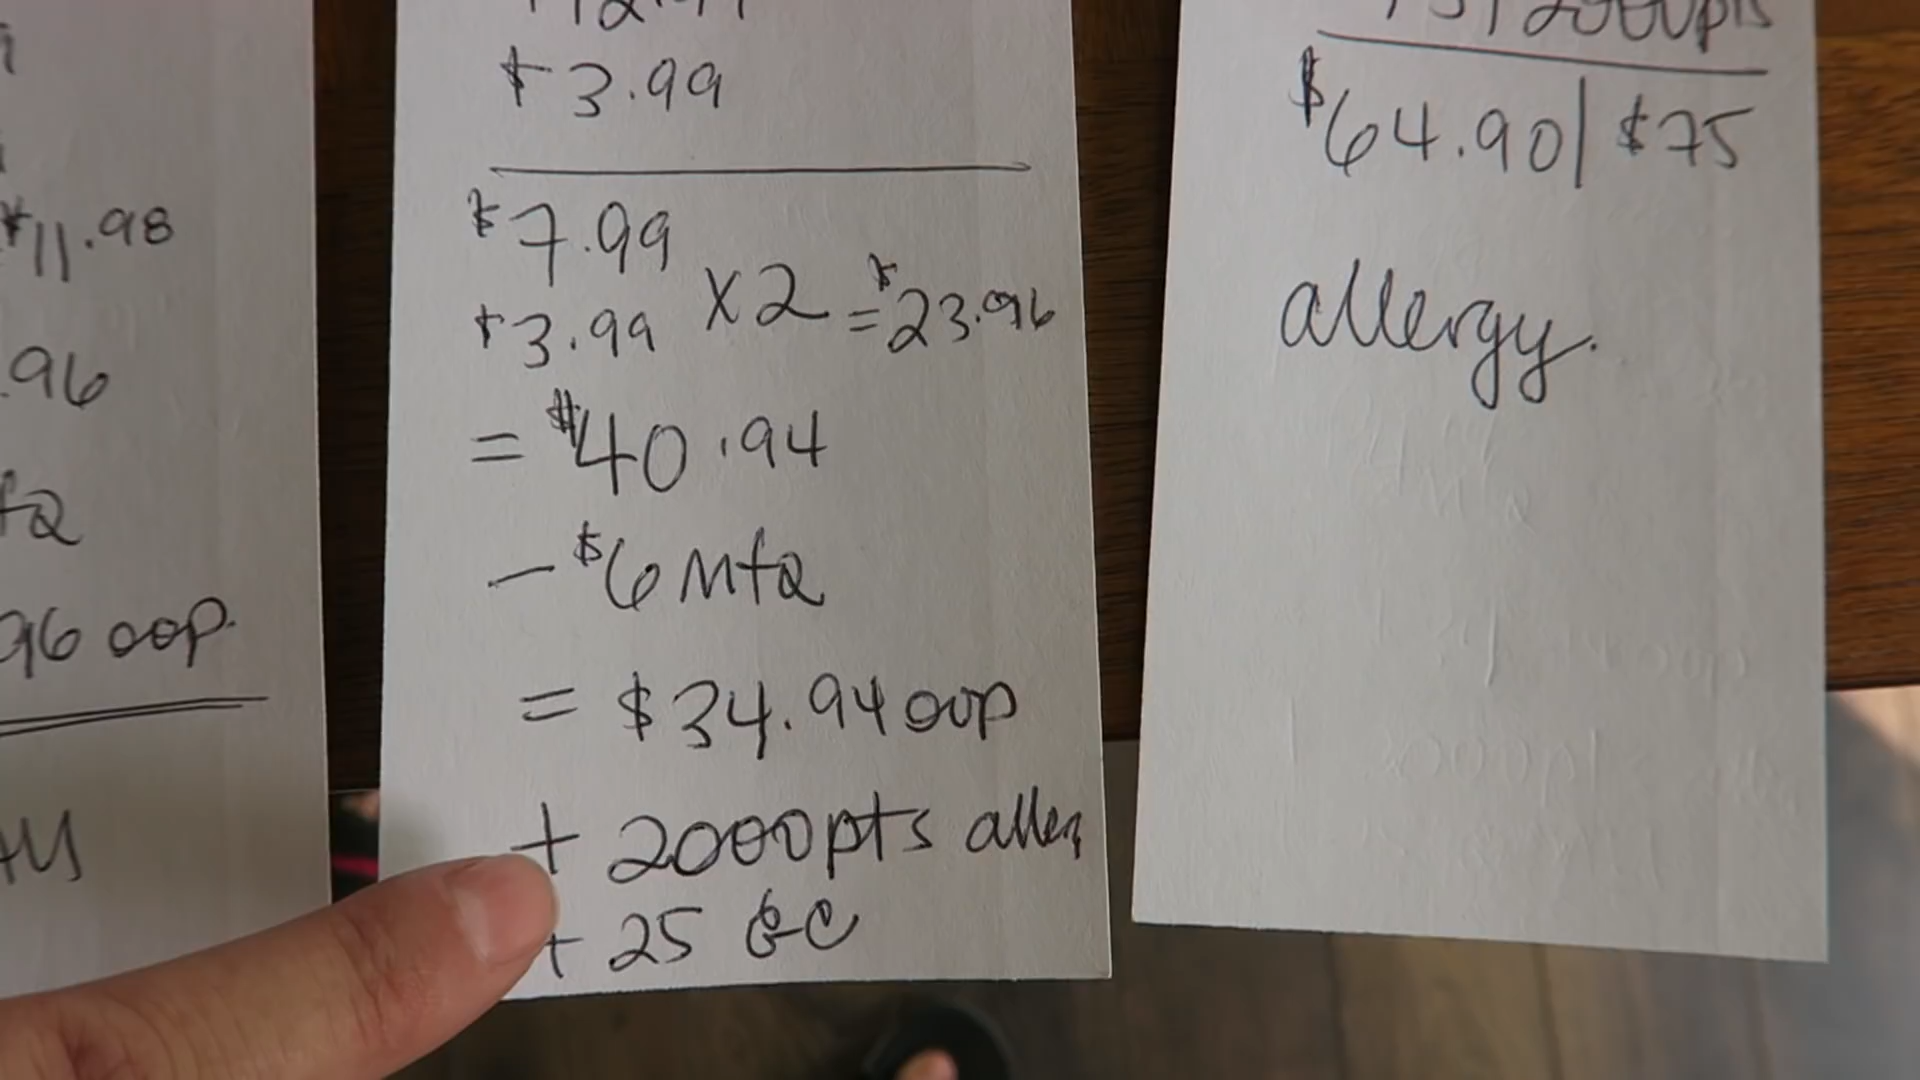 $11.98
.96
96 oop.
+3.99
$7.99
+3.99 x2 = $23.96
= $40.94
- $6 MfQ
= $34.94 oop
+ 2000pts aller
+ 25 GC
2000pts
$64.90 | $75
allergy.